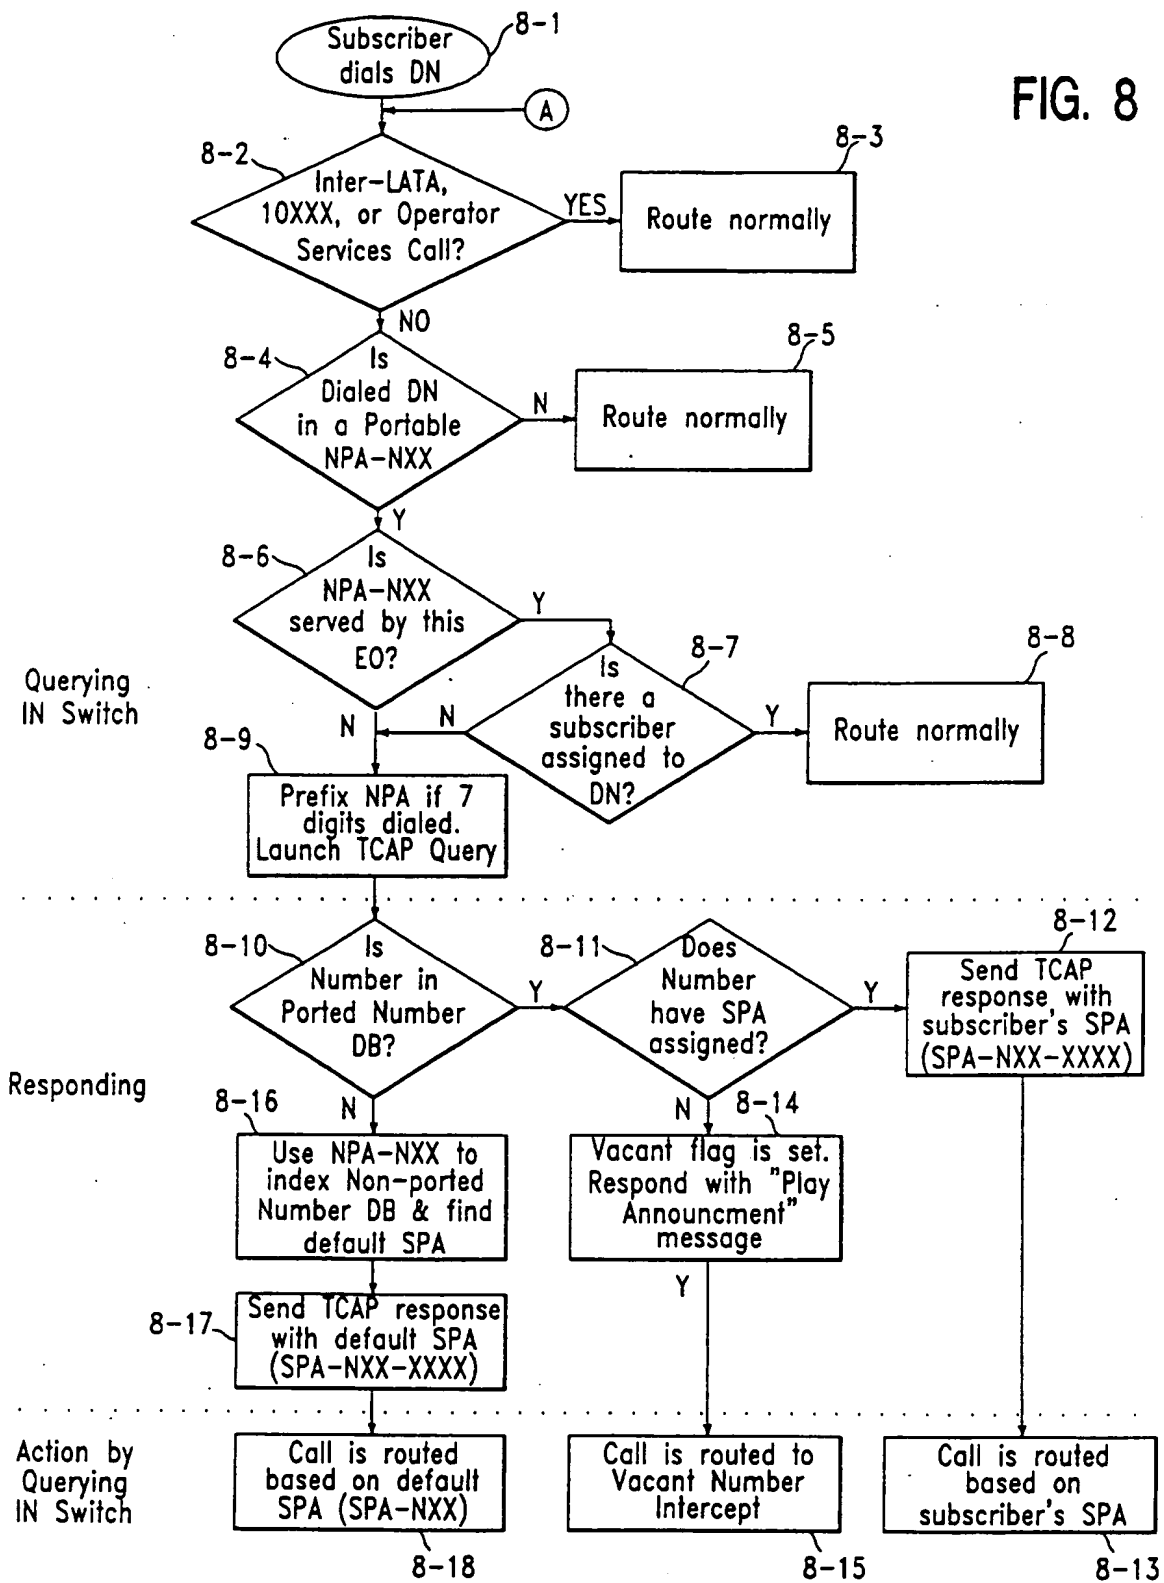 8-1
Subscriber
dials DN
A
FIG. 8
8-2
Inter-LATA,
10XXX, or Operator
Services Call?
YES
8-3
Route normally
NO
8-4
Is
Dialed DN
in a Portable
NPA-NXX
N
8-5
Route normally
Y
8-6
Is
NPA-NXX
served by this
EO?
Y
8-7
Is
there a
subscriber
assigned to
DN?
Y
8-8
Route normally
Querying
IN Switch
N
N
8-9
Prefix NPA if 7
digits dialed.
Launch TCAP Query
8-10
Is
Number in
Ported Number
DB?
Y
8-11
Does
Number
have SPA
assigned?
Y
8-12
Send TCAP
response with
subscriber's SPA
(SPA-NXX-XXXX)
Responding
N
8-16
Use NPA-NXX to
index Non-ported
Number DB & find
default SPA
N
8-14
Vacant flag is set.
Respond with "Play
Announcment"
message
Y
8-17
Send TCAP response
with default SPA
(SPA-NXX-XXXX)
Action by
Querying
IN Switch
Call is routed
based on default
SPA (SPA-NXX)
8-18
Call is routed to
Vacant Number
Intercept
8-15
Call is routed
based on
subscriber's SPA
8-13